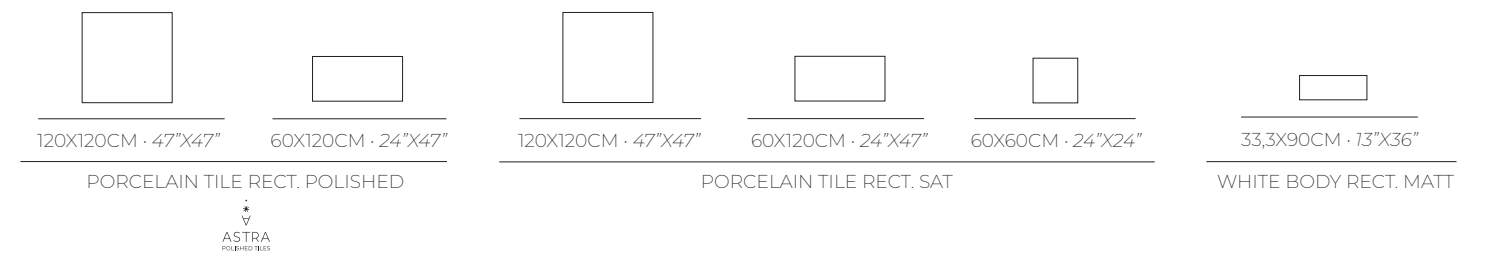 120X120CM · 47”X47”
60X120CM · 24”X47”
PORCELAIN TILE RECT. POLISHED
ASTRA
POLISHED TILES
120X120CM · 47”X47”
60X120CM · 24”X47”
60X60CM · 24”X24”
PORCELAIN TILE RECT. SAT
33,3X90CM · 13”X36”
WHITE BODY RECT. MATT